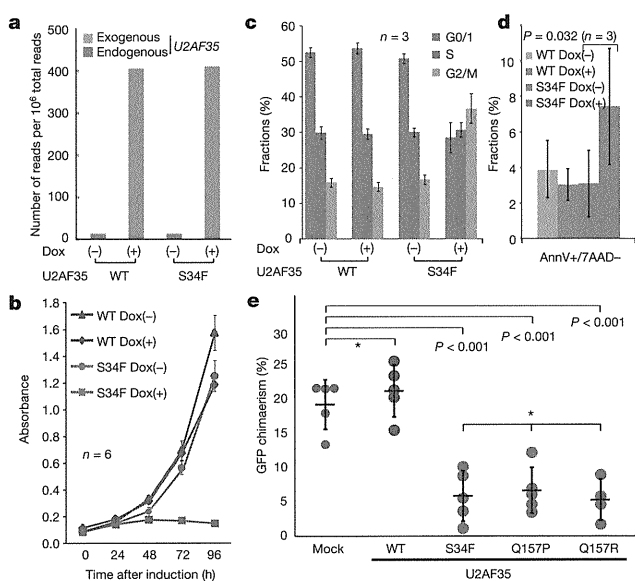 a
Exogenous
Endogenous
U2AF35
Number of reads per 10⁶ total reads
500
400
300
200
100
0
Dox
(−) (+) (−) (+)
U2AF35 WT S34F
b
WT Dox(−)
WT Dox(+)
S34F Dox(−)
S34F Dox(+)
Absorbance
1.8
1.6
1.4
1.2
1.0
0.8
0.6
0.4
0.2
0
n = 6
0 24 48 72 96
Time after induction (h)
c
n = 3
G0/1
S
G2/M
Fractions (%)
60
50
40
30
20
10
0
Dox
(−) (+) (−) (+)
U2AF35 WT S34F
d
P = 0.032 (n = 3)
WT Dox(−)
WT Dox(+)
S34F Dox(−)
S34F Dox(+)
Fractions (%)
12
10
8
6
4
2
0
AnnV+/7AAD−
e
P < 0.001
P < 0.001
P < 0.001
*
*
GFP chimaerism (%)
30
25
20
15
10
5
0
Mock WT S34F Q157P Q157R
U2AF35